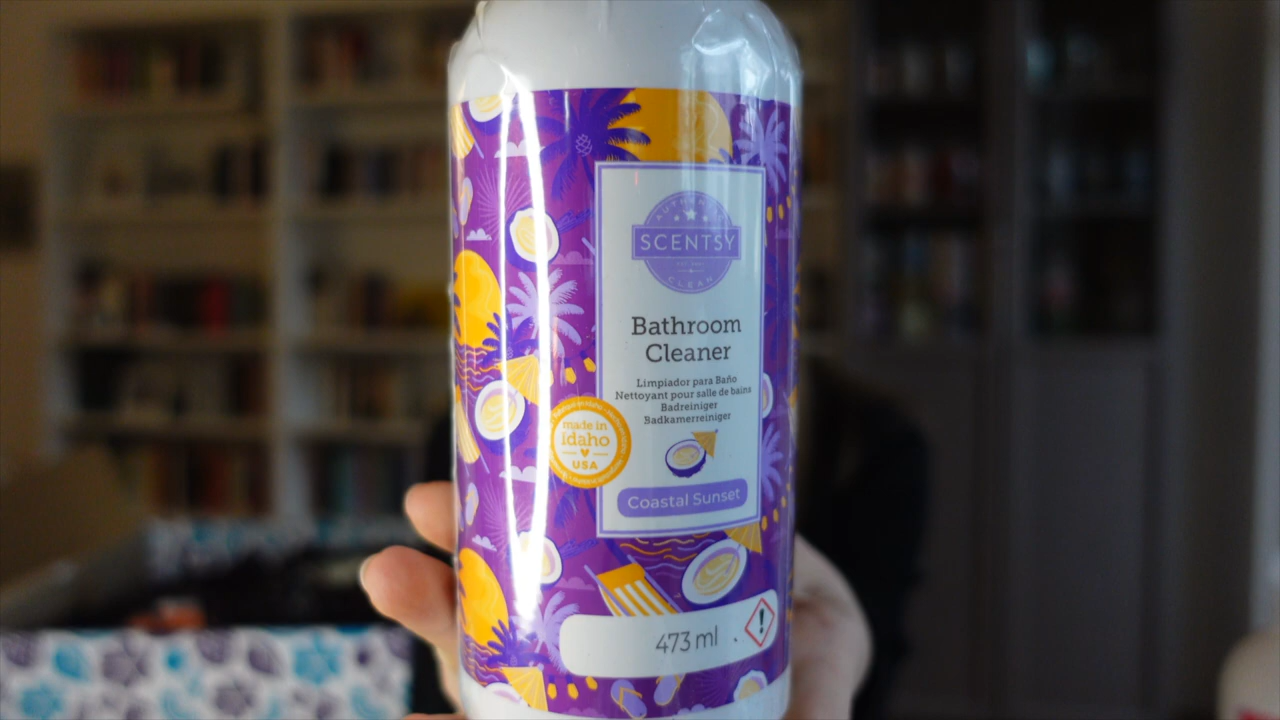 SCENTSY
CLEAN
Bathroom
Cleaner
Limpiador para Baño
Nettoyant pour salle de bains
Badreiniger
Badkamerreiniger
made in
Idaho
USA
Coastal Sunset
473 ml